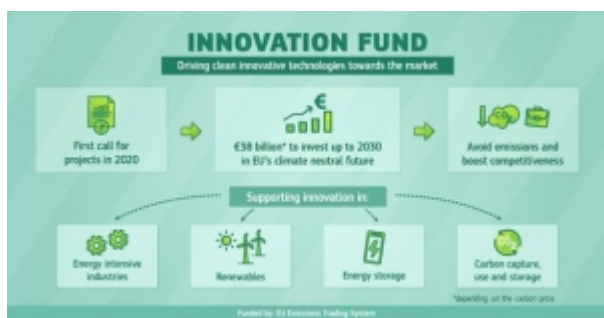 INNOVATION FUND
Driving clean innovative technologies towards the market
First call for
projects in 2020
€
€38 billion* to invest up to 2030
in EU's climate neutral future
CO₂
Avoid emissions and
boost competitiveness
Supporting innovation in:
Energy intensive
industries
Renewables
Energy storage
Carbon capture,
use and storage
*depending on the carbon price.
Funded by: EU Emissions Trading System